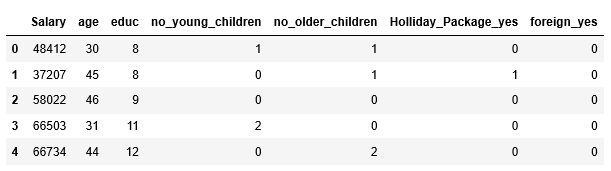 Salary age educ no_young_children no_older_children Holliday_Package_yes foreign_yes
0 48412 30 8 1 1 0 0
1 37207 45 8 0 1 1 0
2 58022 46 9 0 0 0 0
3 66503 31 11 2 0 0 0
4 66734 44 12 0 2 0 0